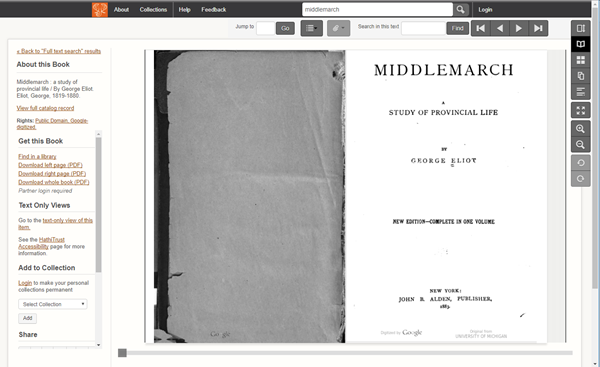 About Collections Help Feedback middlemarch Login
Jump to Go Search in this text Find
« Back to "Full text search" results
About this Book
Middlemarch : a study of
provincial life / By George Eliot.
Eliot, George, 1819-1880.
View full catalog record
Rights: Public Domain, Google-
digitized.
Get this Book
Find in a library
Download left page (PDF)
Download right page (PDF)
Download whole book (PDF)
Partner login required
Text Only Views
Go to the text-only view of this
item.
See the HathiTrust
Accessibility page for more
information.
Add to Collection
Login to make your personal
collections permanent
Select Collection
Add
Share
Google
MIDDLEMARCH
A
STUDY OF PROVINCIAL LIFE
BY
GEORGE ELIOT
NEW EDITION—COMPLETE IN ONE VOLUME
NEW YORK:
JOHN B. ALDEN, PUBLISHER,
1883.
Digitized by Google
Original from
UNIVERSITY OF MICHIGAN